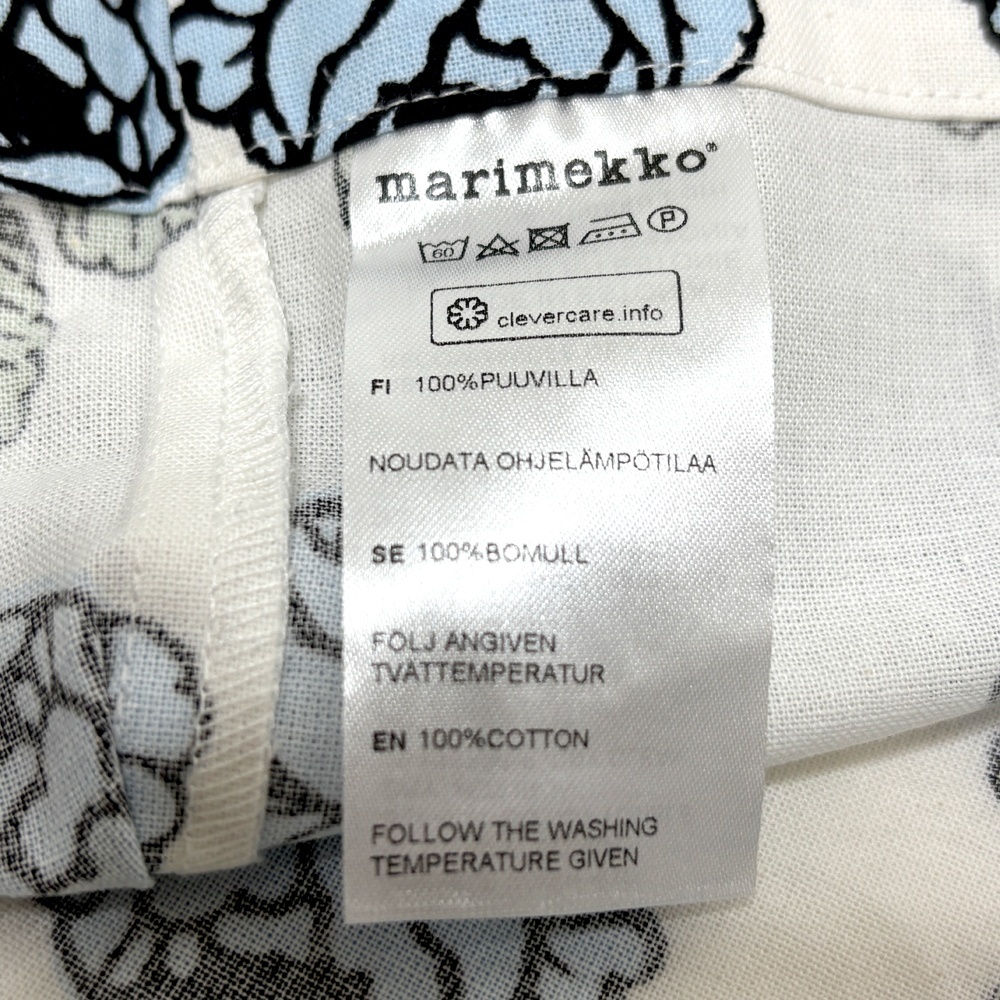 marimekko®
60 P
clevercare.info
FI 100%PUUVILLA
NOUDATA OHJELÄMPÖTILAA
SE 100%BOMULL
FÖLJ ANGIVEN
TVÄTTEMPERATUR
EN 100%COTTON
FOLLOW THE WASHING
TEMPERATURE GIVEN